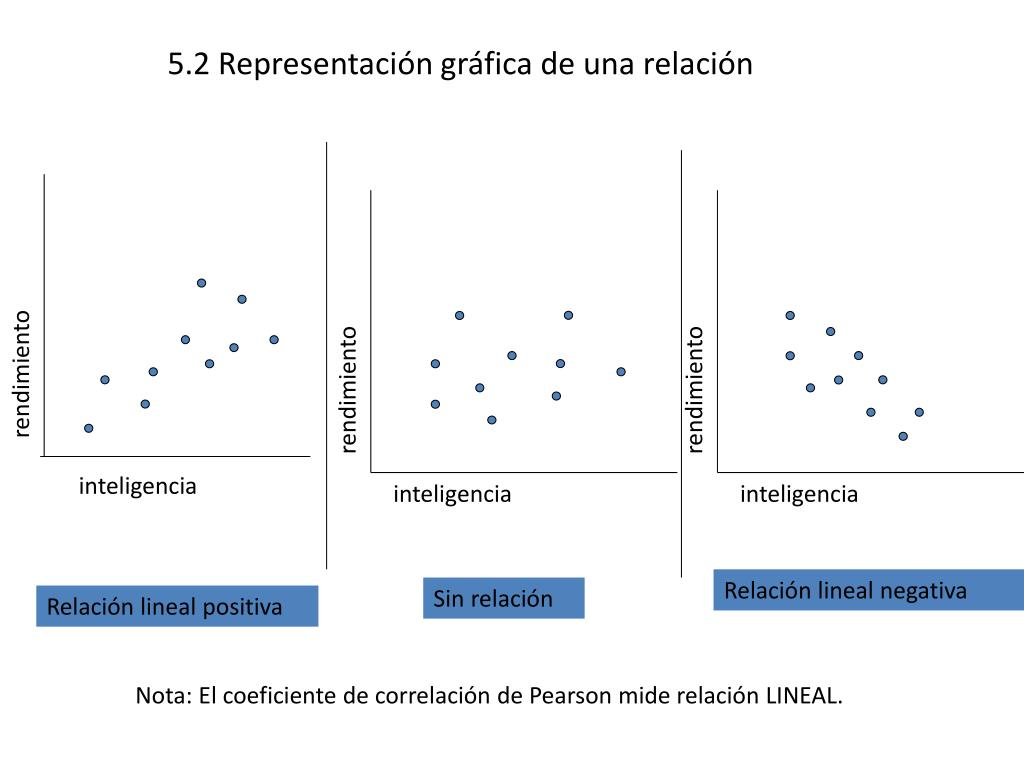 5.2 Representación gráfica de una relación
rendimiento
inteligencia
Relación lineal positiva
rendimiento
inteligencia
Sin relación
rendimiento
inteligencia
Relación lineal negativa
Nota: El coeficiente de correlación de Pearson mide relación LINEAL.